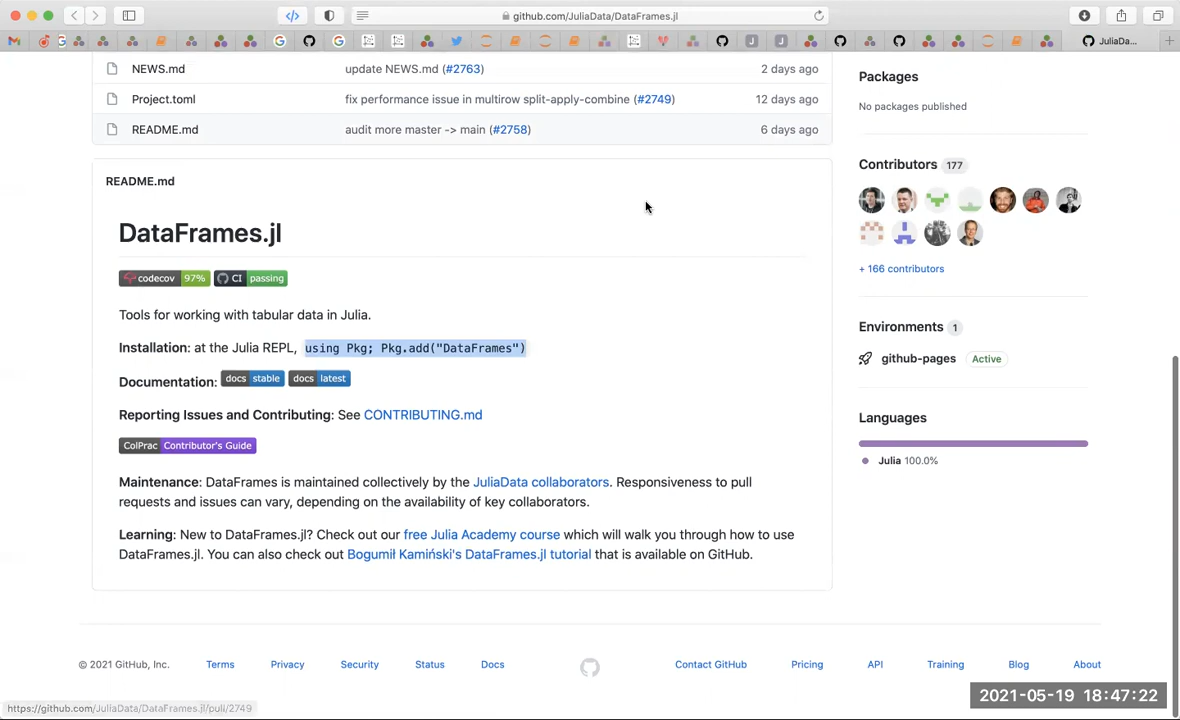 github.com/JuliaData/DataFrames.jl
JuliaDa...
NEWS.md update NEWS.md (#2763) 2 days ago
Project.toml fix performance issue in multirow split-apply-combine (#2749) 12 days ago
README.md audit more master -> main (#2758) 6 days ago
README.md
DataFrames.jl
codecov 97% CI passing
Tools for working with tabular data in Julia.
Installation: at the Julia REPL, using Pkg; Pkg.add("DataFrames")
Documentation: docs stable docs latest
Reporting Issues and Contributing: See CONTRIBUTING.md
ColPrac Contributor's Guide
Maintenance: DataFrames is maintained collectively by the JuliaData collaborators. Responsiveness to pull
requests and issues can vary, depending on the availability of key collaborators.
Learning: New to DataFrames.jl? Check out our free Julia Academy course which will walk you through how to use
DataFrames.jl. You can also check out Bogumił Kamiński's DataFrames.jl tutorial that is available on GitHub.
Packages
No packages published
Contributors 177
+ 166 contributors
Environments 1
github-pages Active
Languages
Julia 100.0%
© 2021 GitHub, Inc. Terms Privacy Security Status Docs Contact GitHub Pricing API Training Blog About
https://github.com/JuliaData/DataFrames.jl/pull/2749
2021-05-19 18:47:22